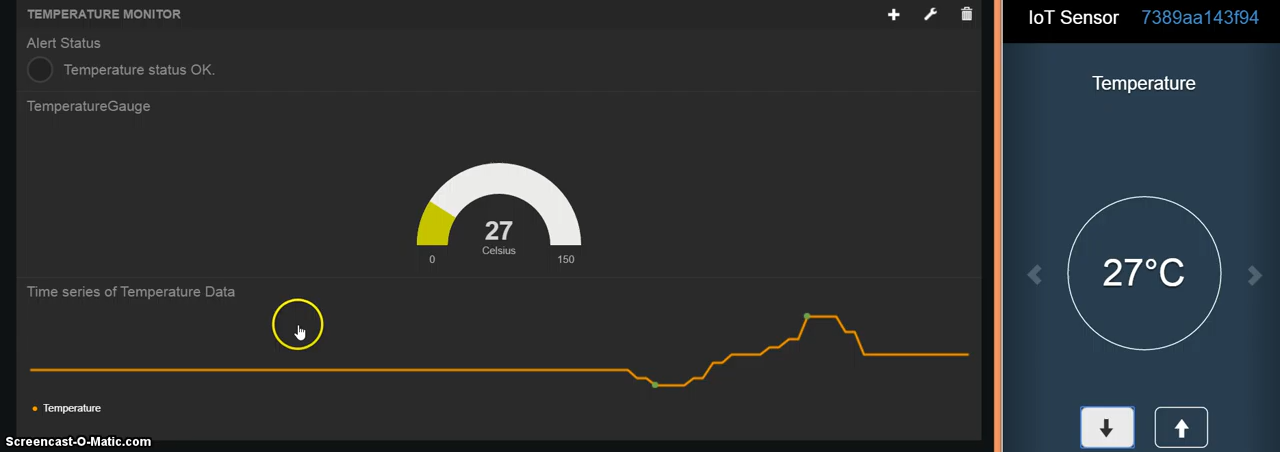 TEMPERATURE MONITOR
Alert Status
Temperature status OK.
TemperatureGauge
27
Celsius
0
150
Time series of Temperature Data
Temperature
Screencast-O-Matic.com
IoT Sensor 7389aa143f94
Temperature
27°C